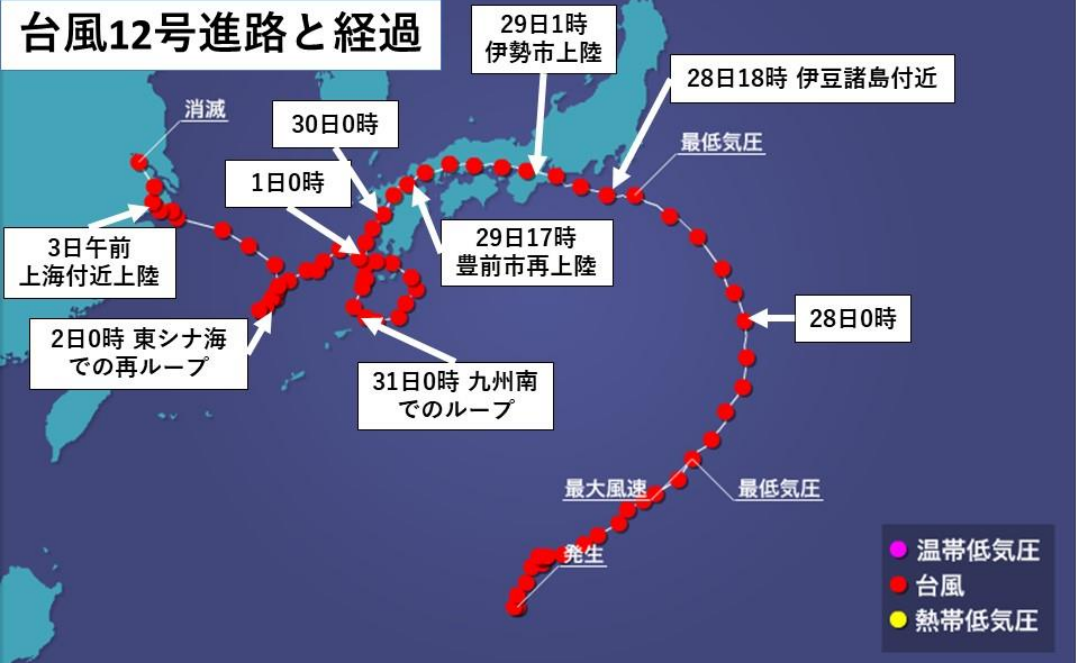 台風12号進路と経過
29日1時
伊勢市上陸
28日18時 伊豆諸島付近
消滅
30日0時
最低気圧
1日0時
3日午前
上海付近上陸
29日17時
豊前市再上陸
28日0時
2日0時 東シナ海
での再ループ
31日0時 九州南
でのループ
最大風速
最低気圧
発生
温帯低気圧
台風
熱帯低気圧